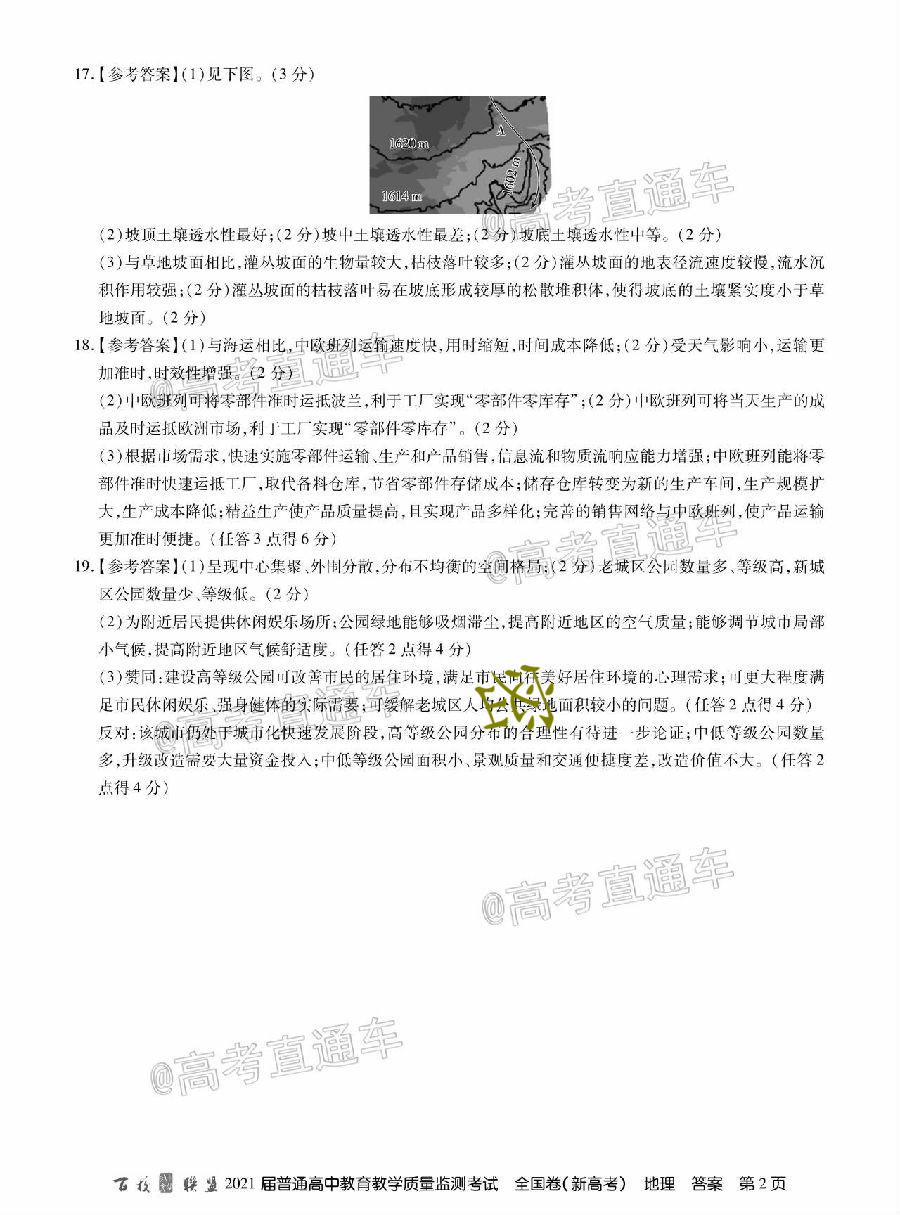 17.【参考答案】(1)见下图。(3分)
1620 m
A
1614 m
1602 m
@高考直通车
(2)坡顶土壤透水性最好;(2分)坡中土壤透水性最差;(2分)坡底土壤透水性中等。(2分)
(3)与草地坡面相比,灌丛坡面的生物量较大,枯枝落叶较多;(2分)灌丛坡面的地表径流速度较慢,流水沉
积作用较强;(2分)灌丛坡面的枯枝落叶易在坡底形成较厚的松散堆积体,使得坡底的土壤紧实度小于草
地坡面。(2分)
18.【参考答案】(1)与海运相比,中欧班列运输速度快,用时缩短,时间成本降低;(2分)受天气影响小,运输更
加准时,时效性增强。(2分)
@高考直通车
(2)中欧班列可将零部件准时运抵波兰,利于工厂实现“零部件零库存”;(2分)中欧班列可将当天生产的成
品及时运抵欧洲市场,利于工厂实现“零部件零库存”。(2分)
(3)根据市场需求,快速实施零部件运输、生产和产品销售,信息流和物质流响应能力增强;中欧班列能将零
部件准时快速运抵工厂,取代备料仓库,节省零部件存储成本;储存仓库转变为新的生产车间,生产规模扩
大,生产成本降低;精益生产使产品质量提高,且实现产品多样化;完善的销售网络与中欧班列,使产品运输
更加准时便捷。(任答3点得6分)
@高考直通车
19.【参考答案】(1)呈现中心集聚、外围分散,分布不均衡的空间格局;(2分)老城区公园数量多、等级高,新城
区公园数量少、等级低。(2分)
(2)为附近居民提供休闲娱乐场所;公园绿地能够吸烟滞尘,提高附近地区的空气质量;能够调节城市局部
小气候,提高附近地区气候舒适度。(任答2点得4分)
(3)赞同:建设高等级公园可改善市民的居住环境,满足市民向往美好居住环境的心理需求;可更大程度满
足市民休闲娱乐、强身健体的实际需要;可缓解老城区人均公共绿地面积较小的问题。(任答2点得4分)
@高考直通车
反对:该城市仍处于城市化快速发展阶段,高等级公园分布的合理性有待进一步论证;中低等级公园数量
多,升级改造需要大量资金投入;中低等级公园面积小、景观质量和交通便捷度差,改造价值不大。(任答2
点得4分)
@高考直通车
@高考直通车
百校联盟 2021届普通高中教育教学质量监测考试 全国卷(新高考) 地理 答案 第2页